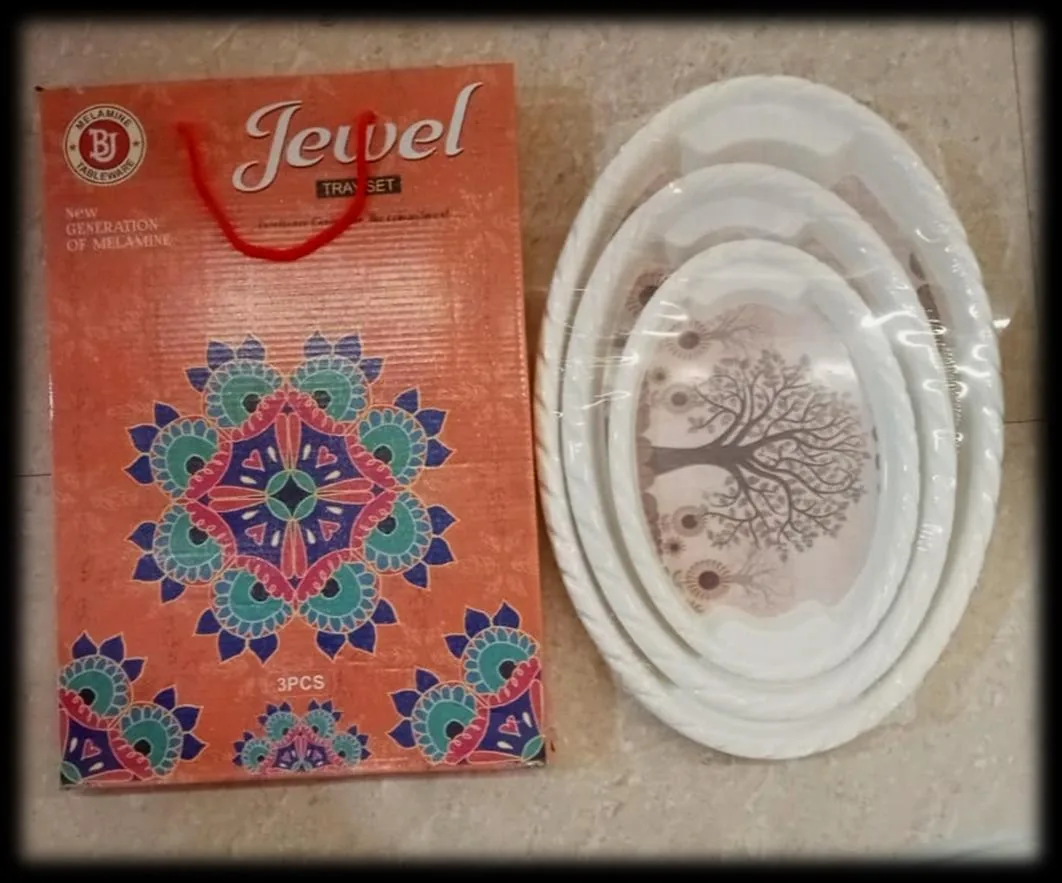 MELAMINE
BJ
TABLEWARE
Jewel
TRAY SET
New
GENERATION
OF MELAMINE
3PCS